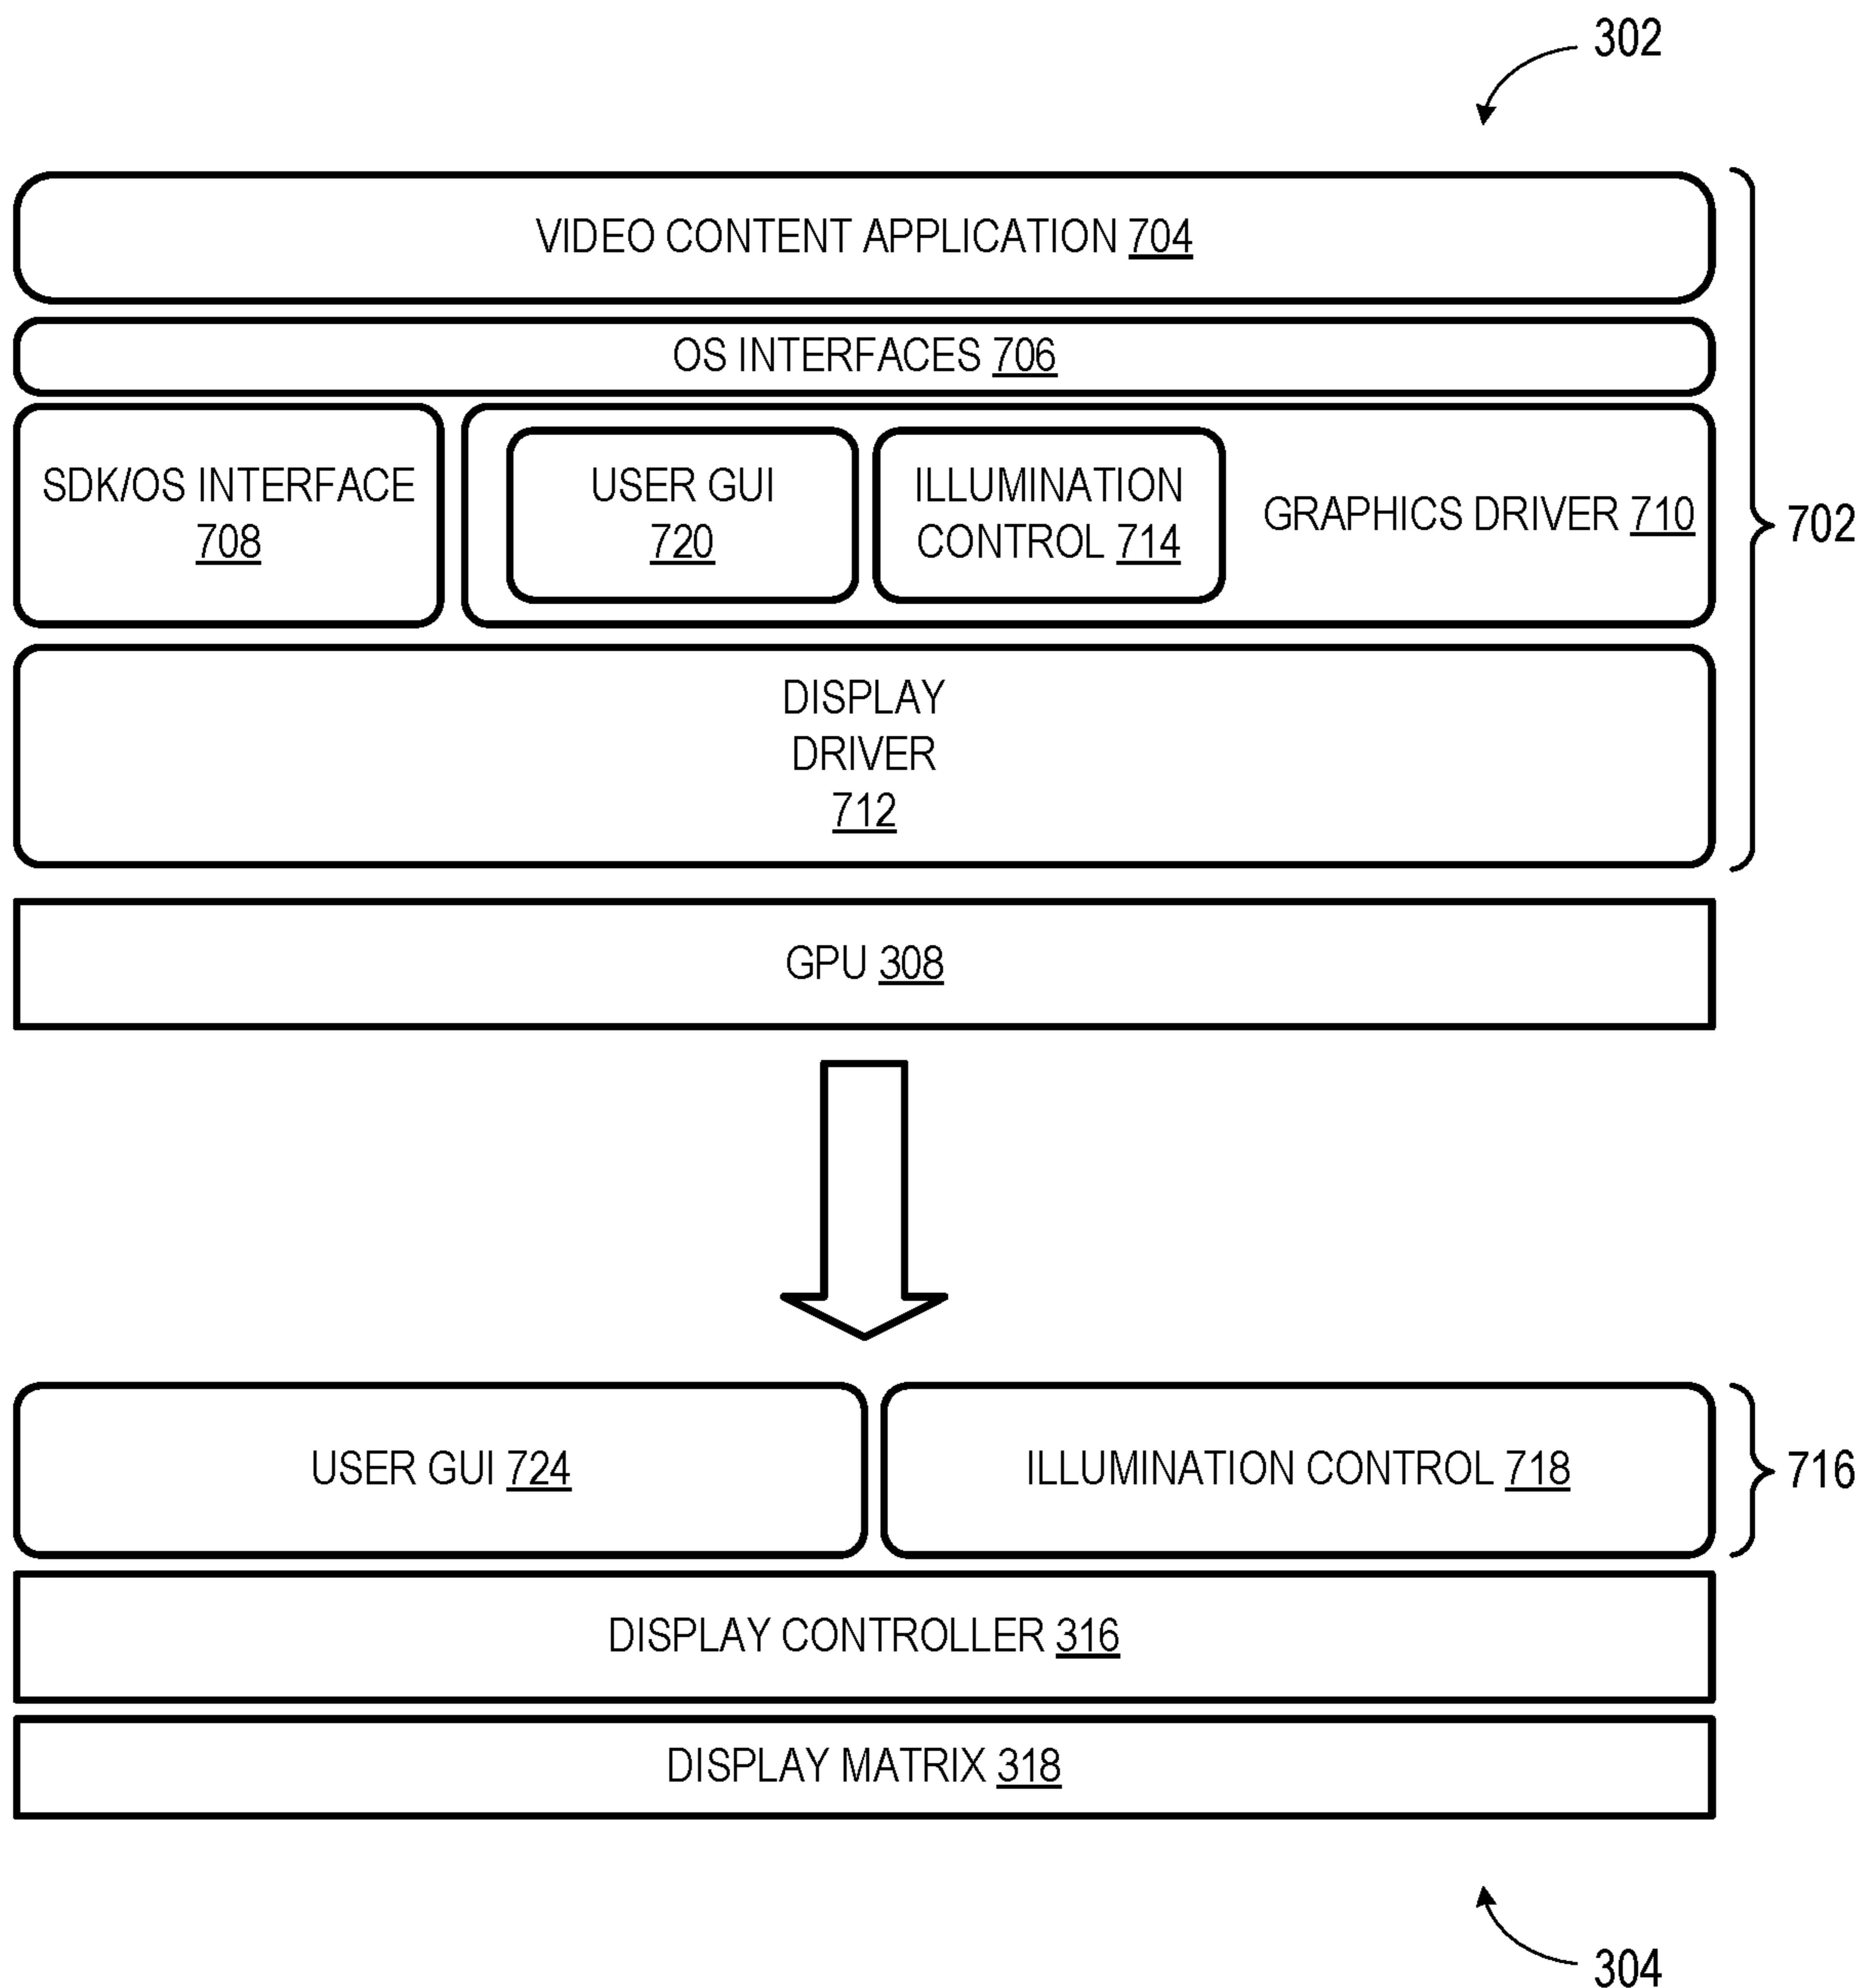 302
VIDEO CONTENT APPLICATION 704
OS INTERFACES 706
SDK/OS INTERFACE
708
USER GUI
720
ILLUMINATION
CONTROL 714
GRAPHICS DRIVER 710
702
DISPLAY
DRIVER
712
GPU 308
USER GUI 724
ILLUMINATION CONTROL 718
716
DISPLAY CONTROLLER 316
DISPLAY MATRIX 318
304